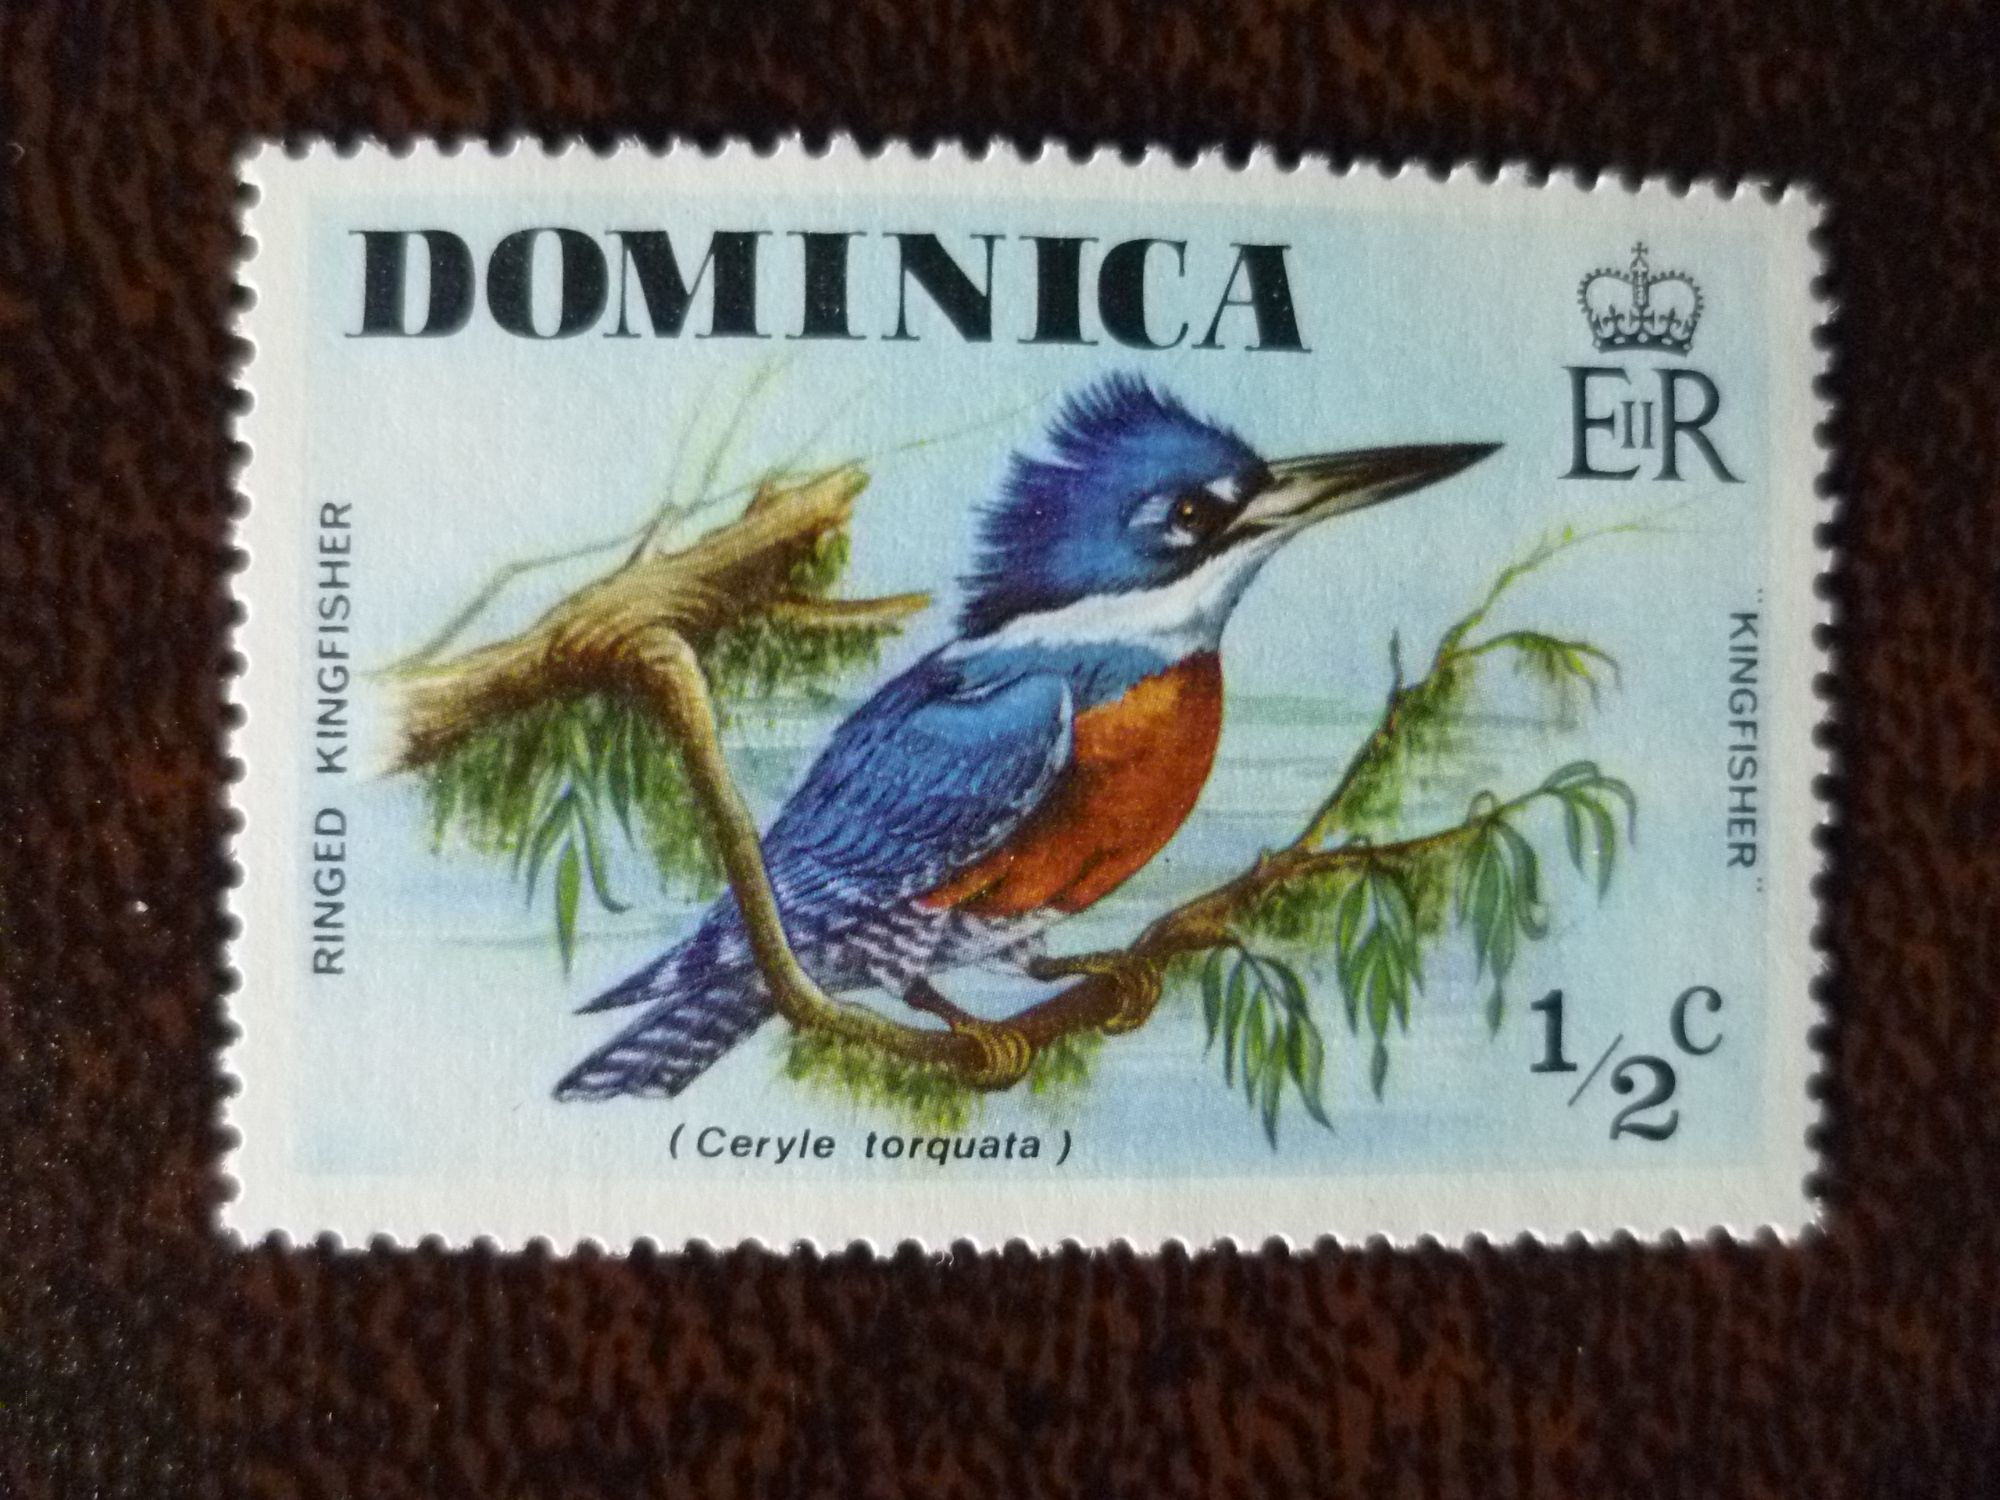 DOMINICA
EIIR
RINGED KINGFISHER
"KINGFISHER"
1/2c
(Ceryle torquata)